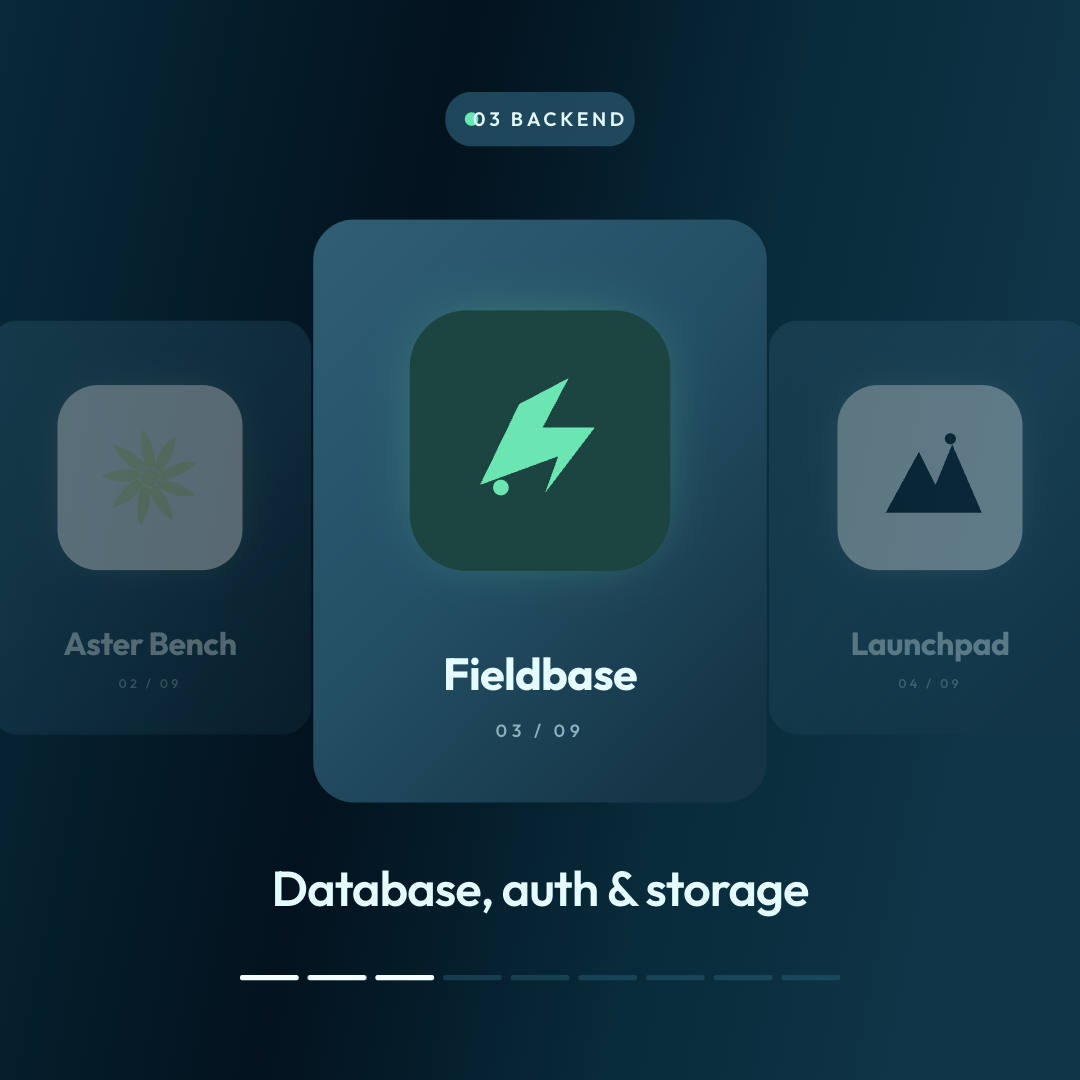 03 BACKEND
Aster Bench
02 / 09
Fieldbase
03 / 09
Launchpad
04 / 09
Database, auth & storage